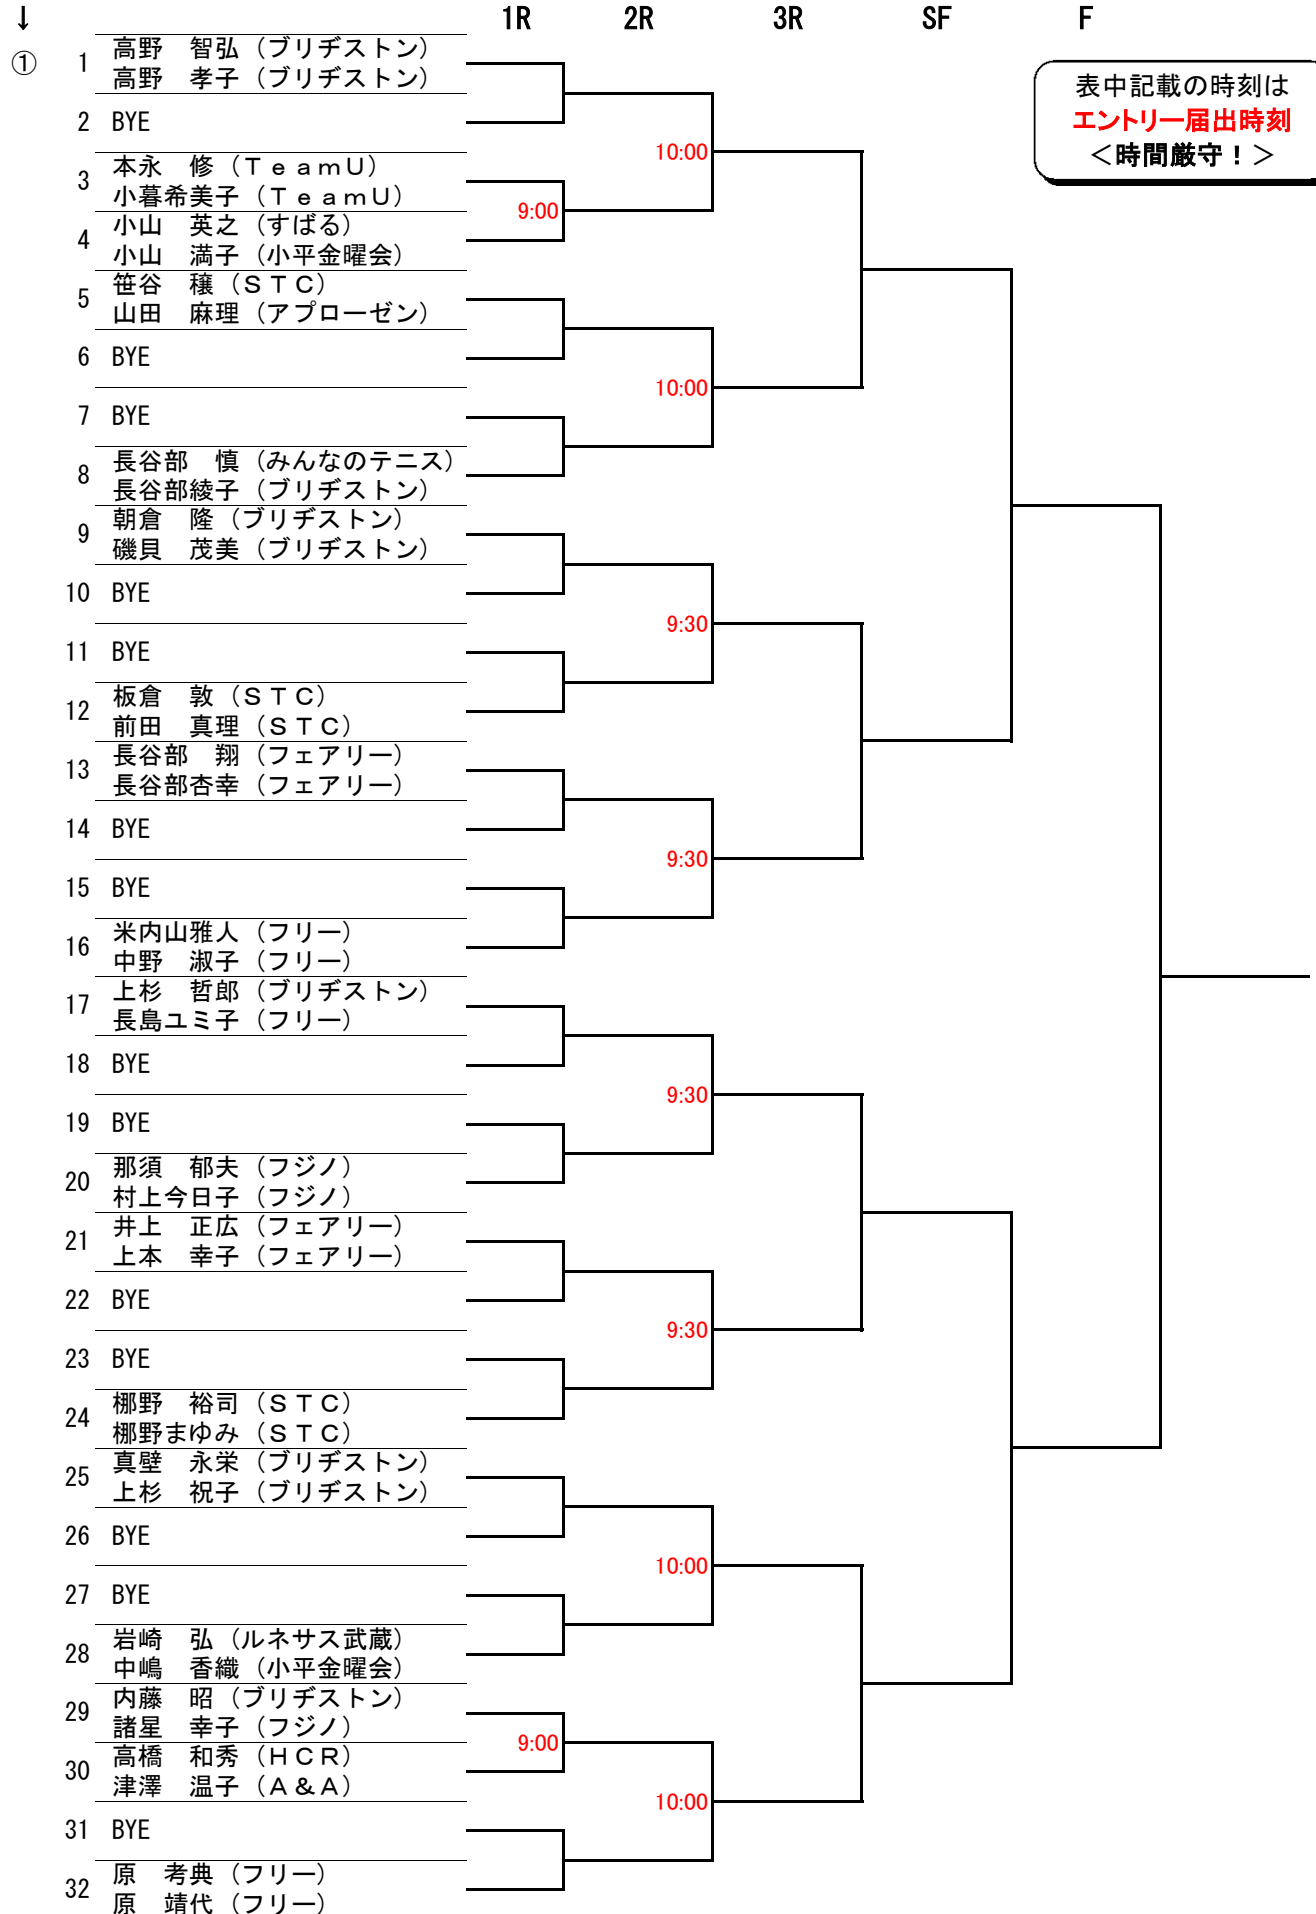 ↓ 1R 2R 3R SF F
① 1 高野　智弘（ブリヂストン）
高野　孝子（ブリヂストン）
表中記載の時刻は
エントリー届出時刻
＜時間厳守！＞
2 BYE
10:00
3 本永　修（ＴｅａｍＵ）
小暮希美子（ＴｅａｍＵ）
9:00
4 小山　英之（すばる）
小山　満子（小平金曜会）
5 笹谷　穣（ＳＴＣ）
山田　麻理（アプローゼン）
6 BYE
10:00
7 BYE
8 長谷部　慎（みんなのテニス）
長谷部綾子（ブリヂストン）
9 朝倉　隆（ブリヂストン）
磯貝　茂美（ブリヂストン）
10 BYE
9:30
11 BYE
12 板倉　敦（ＳＴＣ）
前田　真理（ＳＴＣ）
13 長谷部　翔（フェアリー）
長谷部杏幸（フェアリー）
14 BYE
9:30
15 BYE
16 米内山雅人（フリー）
中野　淑子（フリー）
17 上杉　哲郎（ブリヂストン）
長島ユミ子（フリー）
18 BYE
9:30
19 BYE
20 那須　郁夫（フジノ）
村上今日子（フジノ）
21 井上　正広（フェアリー）
上本　幸子（フェアリー）
22 BYE
9:30
23 BYE
24 梛野　裕司（ＳＴＣ）
梛野まゆみ（ＳＴＣ）
25 真壁　永栄（ブリヂストン）
上杉　祝子（ブリヂストン）
26 BYE
10:00
27 BYE
28 岩崎　弘（ルネサス武蔵）
中嶋　香織（小平金曜会）
29 内藤　昭（ブリヂストン）
諸星　幸子（フジノ）
9:00
30 高橋　和秀（ＨＣＲ）
津澤　温子（Ａ＆Ａ）
10:00
31 BYE
32 原　考典（フリー）
原　靖代（フリー）